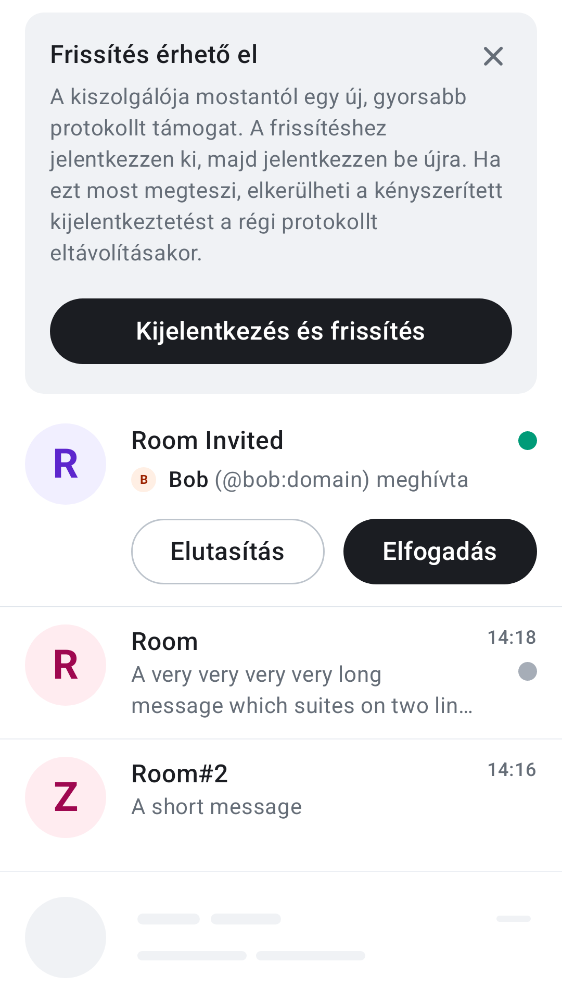 Frissítés érhető el
A kiszolgálója mostantól egy új, gyorsabb
protokollt támogat. A frissítéshez
jelentkezzen ki, majd jelentkezzen be újra. Ha
ezt most megteszi, elkerülheti a kényszerített
kijelentkeztetést a régi protokollt
eltávolításakor.
Kijelentkezés és frissítés
R
Room Invited
B
Bob (@bob:domain) meghívta
Elutasítás
Elfogadás
R
Room
14:18
A very very very very long
message which suites on two lin…
Z
Room#2
14:16
A short message